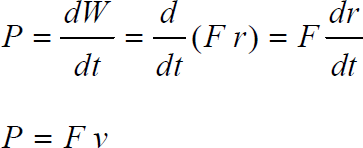 P = dW/dt = d/dt (F r) = F dr/dt
P = F v